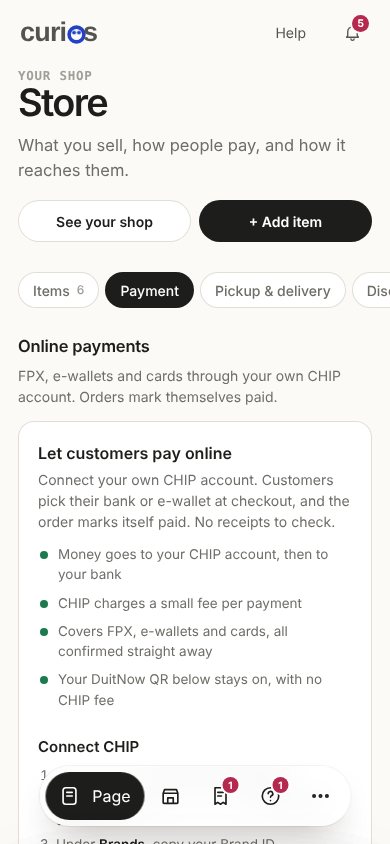 curios
Help
5
YOUR SHOP
Store
What you sell, how people pay, and how it
reaches them.
See your shop
+ Add item
Items 6
Payment
Pickup & delivery
Online payments
FPX, e-wallets and cards through your own CHIP
account. Orders mark themselves paid.
Let customers pay online
Connect your own CHIP account. Customers
pick their bank or e-wallet at checkout, and the
order marks itself paid. No receipts to check.
Money goes to your CHIP account, then to
your bank
CHIP charges a small fee per payment
Covers FPX, e-wallets and cards, all
confirmed straight away
Your DuitNow QR below stays on, with no
CHIP fee
Connect CHIP
Page
1
1
3. Under Brands, copy your Brand ID